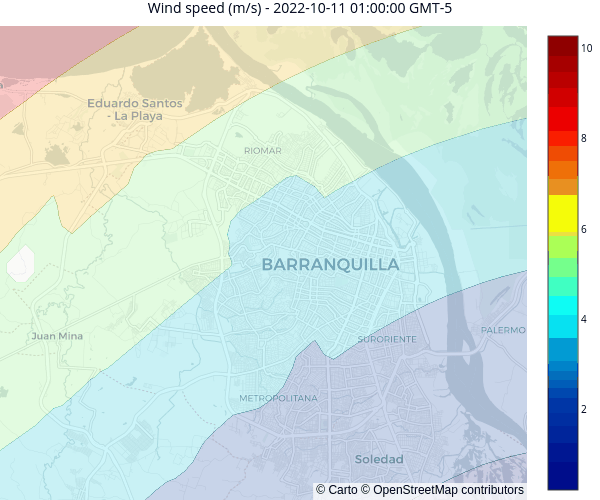 Wind speed (m/s) - 2022-10-11 01:00:00 GMT-5
10
Eduardo Santos
- La Playa
8
RIOMAR
6
BARRANQUILLA
4
PALERMO
Juan Mina
SURORIENTE
METROPOLITANA
2
Soledad
© Carto © OpenStreetMap contributors